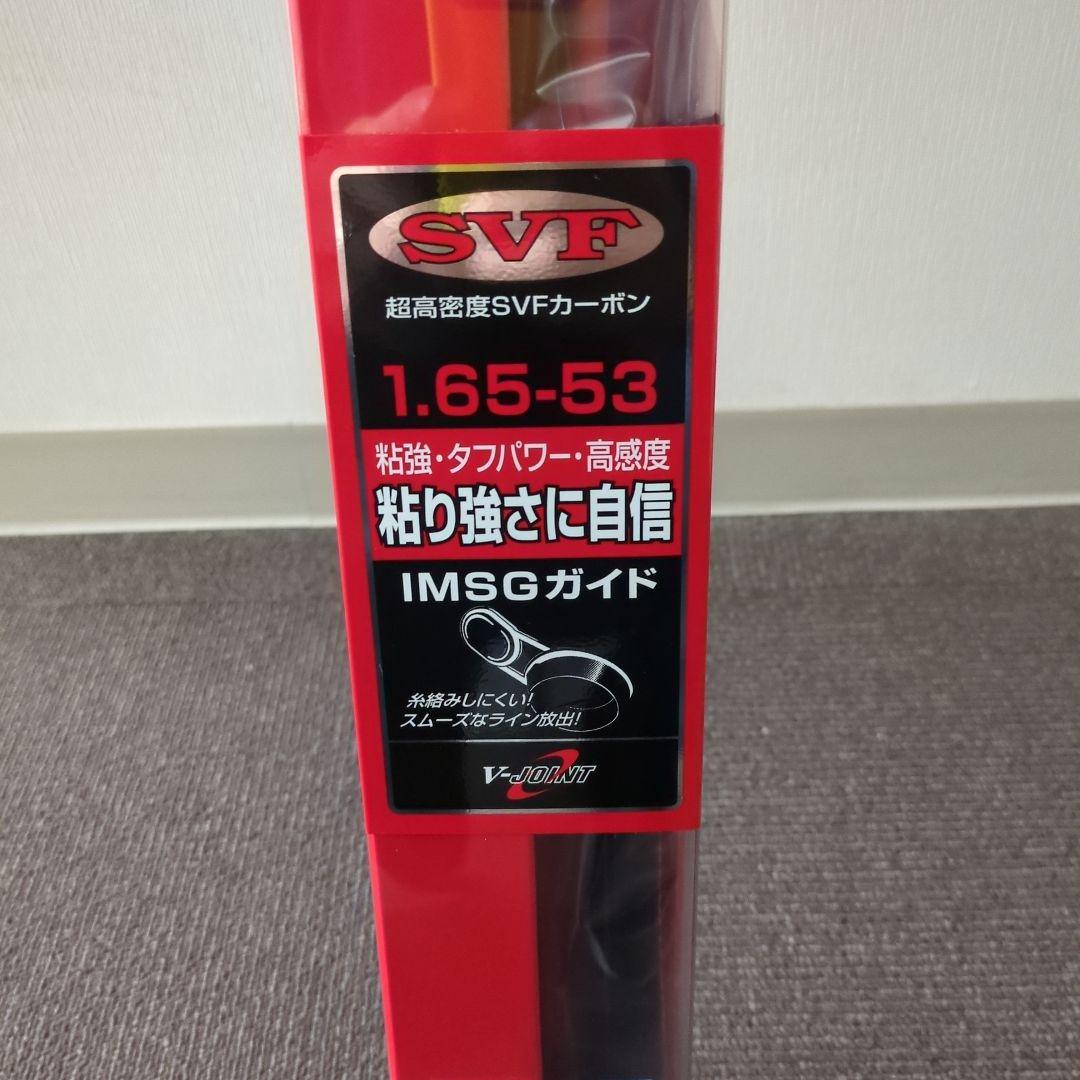 SVF
超高密度SVFカーボン
1.65-53
粘強・タフパワー・高感度
粘り強さに自信
IMSGガイド
糸絡みしにくい!
スムーズなライン放出!
V-JOINT